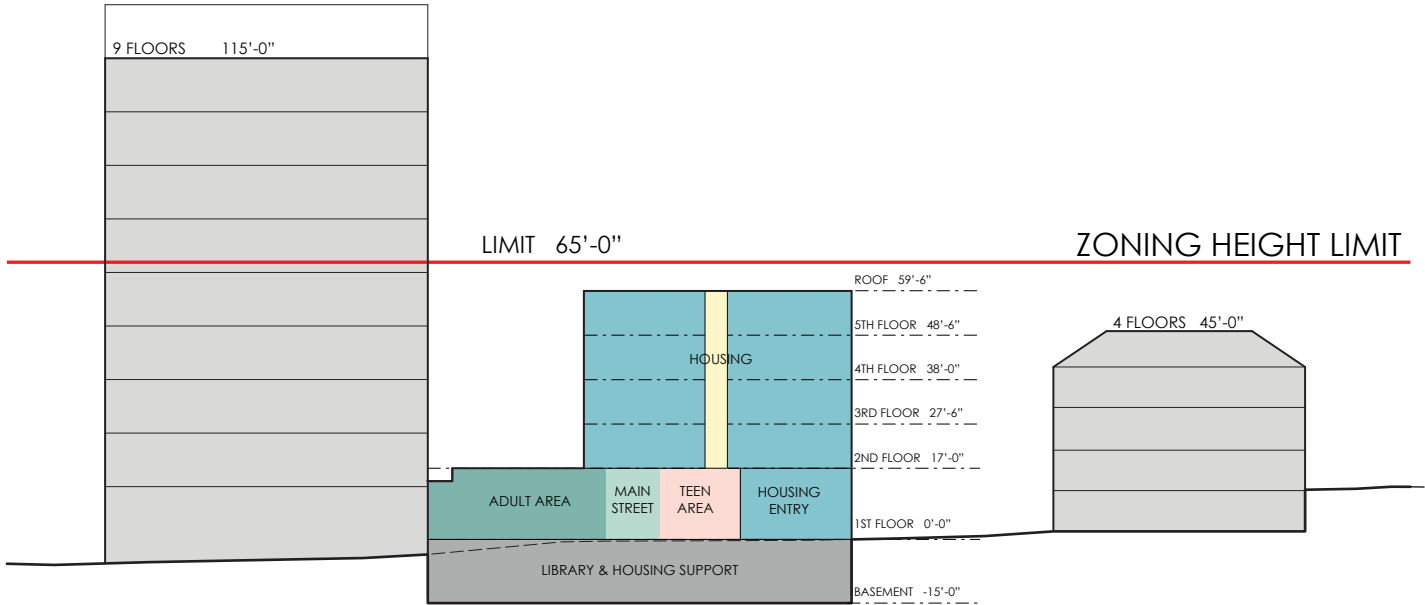 9 FLOORS 115’-0”
LIMIT 65’-0”
ZONING HEIGHT LIMIT
ROOF 59’-6”
4 FLOORS 45’-0”
5TH FLOOR 48’-6”
HOUSING
4TH FLOOR 38’-0”
3RD FLOOR 27’-6”
2ND FLOOR 17’-0”
ADULT AREA
MAIN
STREET
TEEN
AREA
HOUSING
ENTRY
1ST FLOOR 0’-0”
LIBRARY & HOUSING SUPPORT
BASEMENT -15’-0”